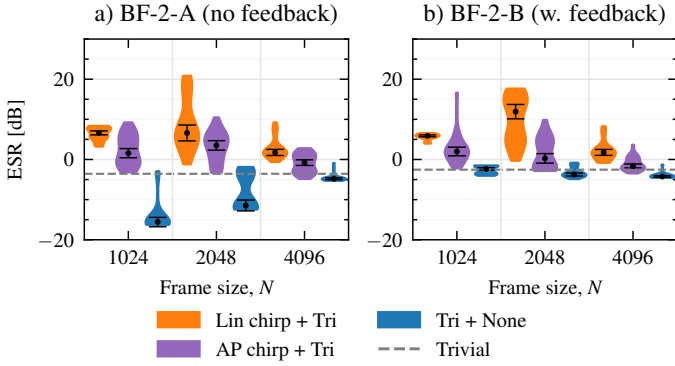 a) BF-2-A (no feedback)
b) BF-2-B (w. feedback)
ESR [dB]
20
0
−20
20
0
−20
1024
2048
4096
1024
2048
4096
Frame size, N
Frame size, N
Lin chirp + Tri
Tri + None
AP chirp + Tri
Trivial